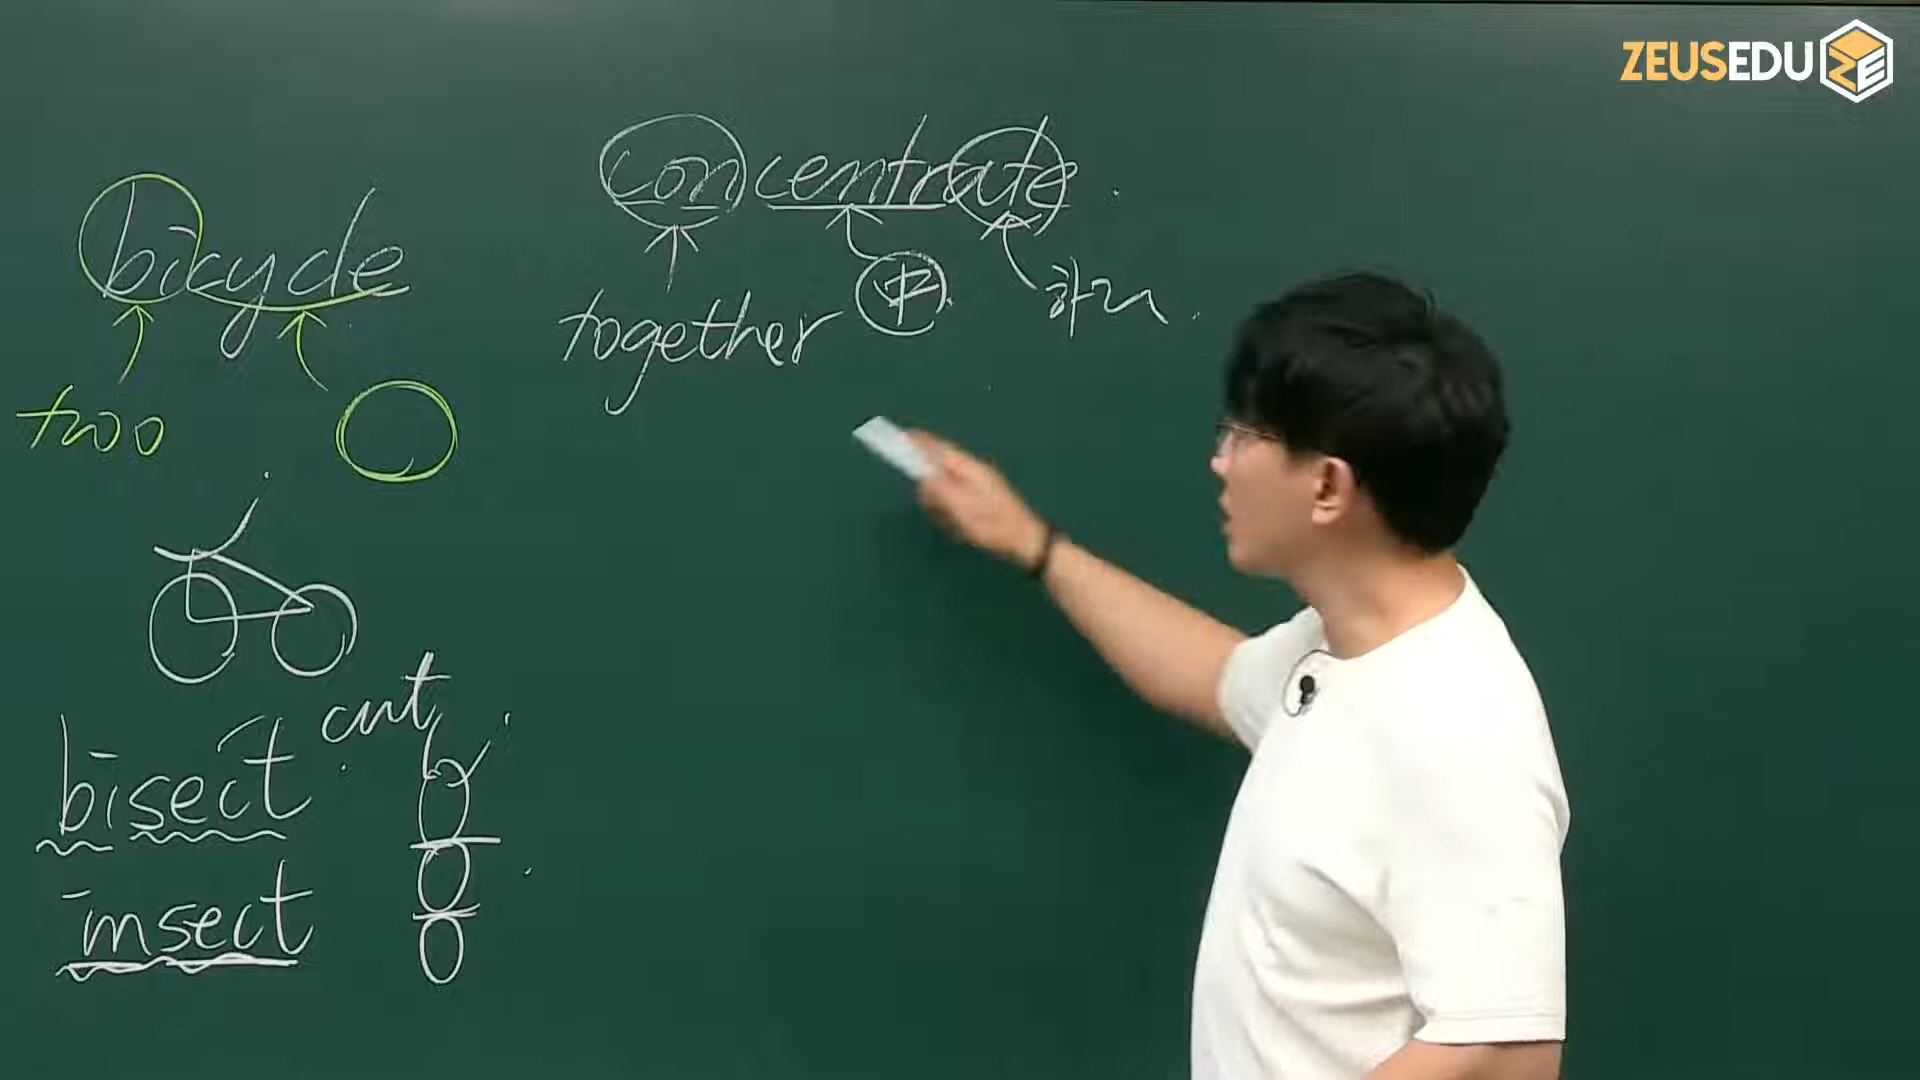 ZEUSEDU
concentrate
bicycle
together
中
하다
two
cut
bisect
insect